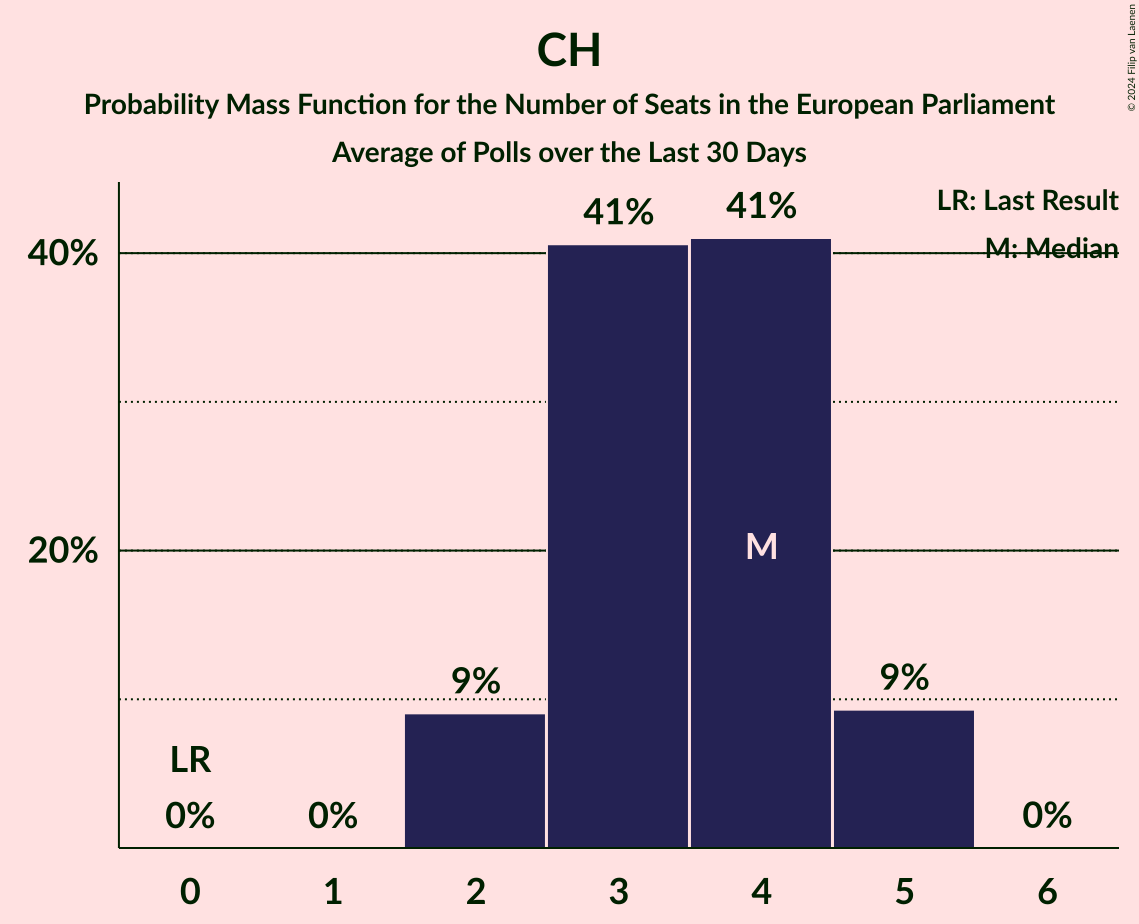 CH
Probability Mass Function for the Number of Seats in the European Parliament
Average of Polls over the Last 30 Days
© 2024 Filip van Laenen
LR: Last Result
M: Median
41%
41%
40%
20%
M
9%
9%
LR
0%
0%
0%
0
1
2
3
4
5
6